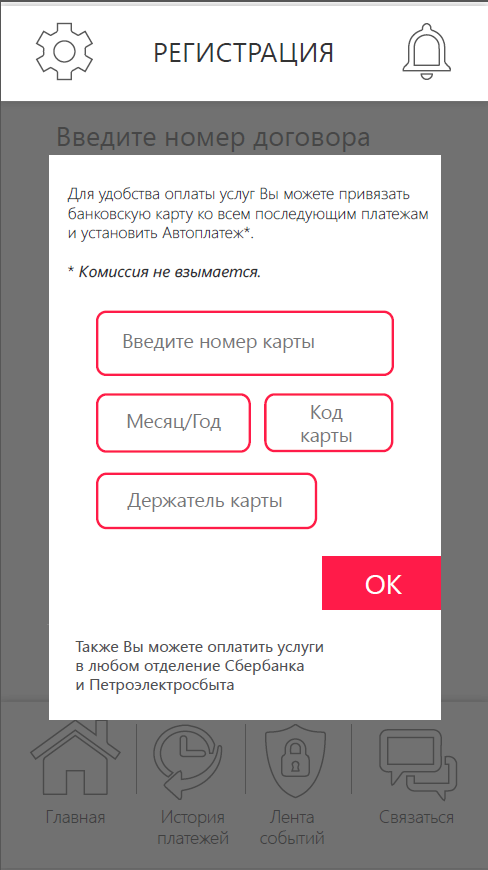 РЕГИСТРАЦИЯ
Введите номер договора
Для удобства оплаты услуг Вы можете привязать
банковскую карту ко всем последующим платежам
и установить Автоплатеж*.
* Комиссия не взымается.
Введите номер карты
Месяц/Год
Код
карты
Держатель карты
OK
Также Вы можете оплатить услуги
в любом отделение Сбербанка
и Петроэлектросбыта
Главная
История
платежей
Лента
событий
Связаться